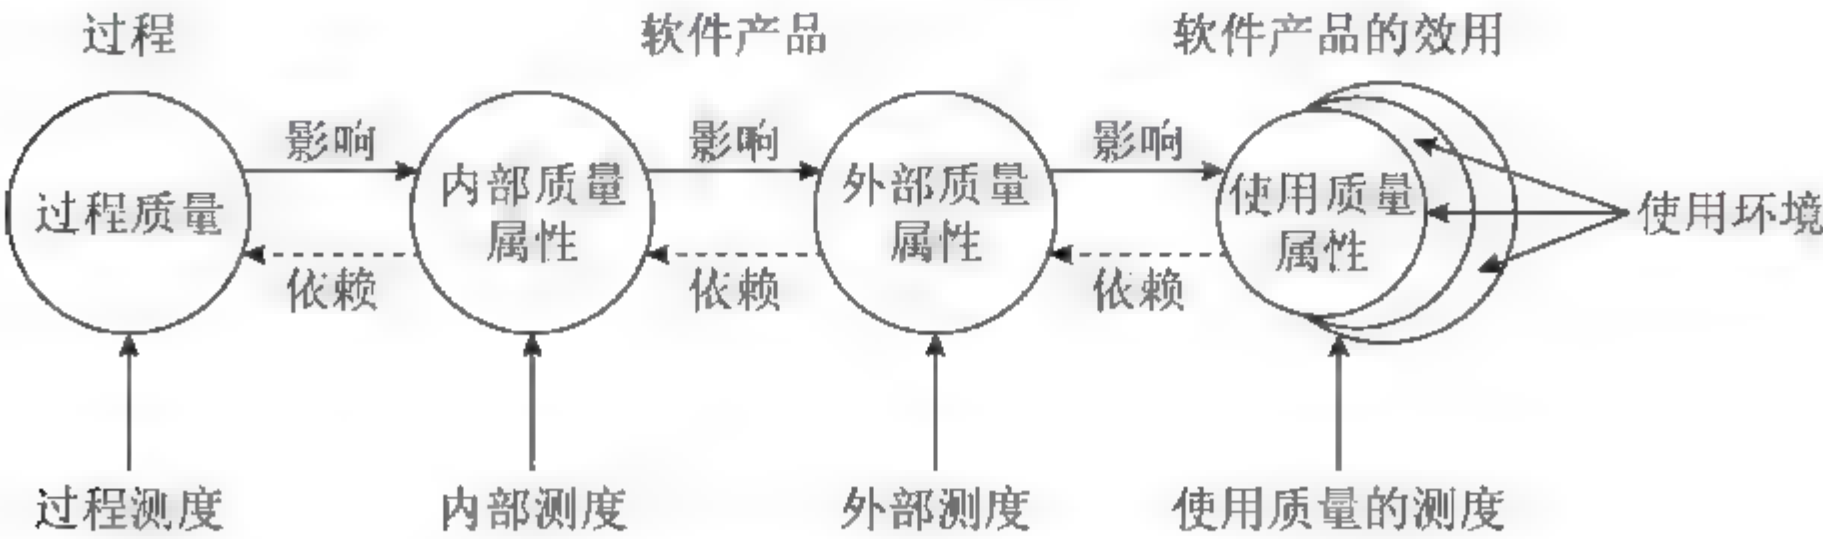 过程
软件产品
软件产品的效用
影响
影响
影响
过程质量
内部质量
属性
外部质量
属性
使用质量
属性
使用环境
依赖
依赖
依赖
过程测度
内部测度
外部测度
使用质量的测度